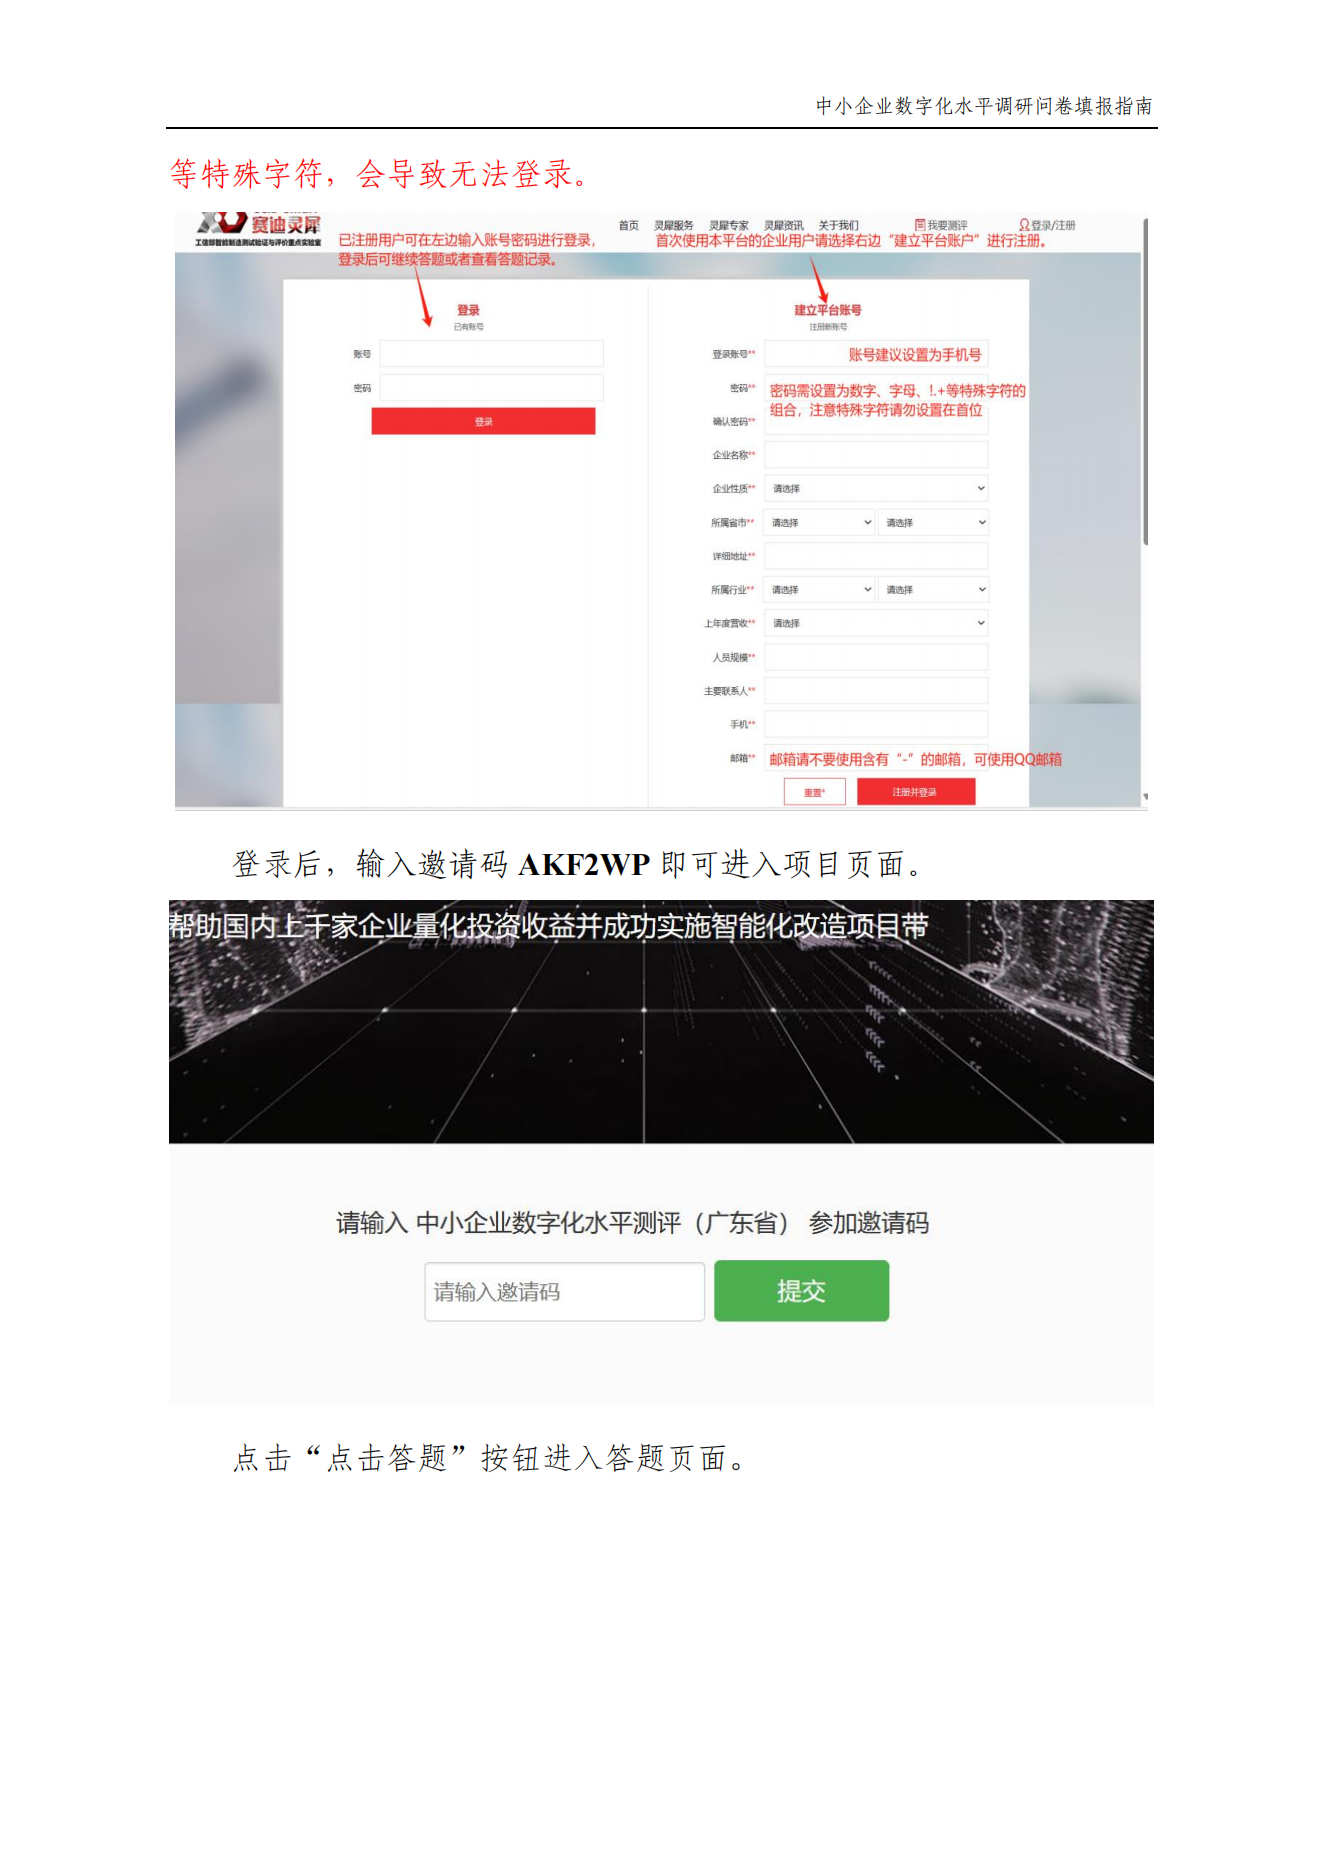 中小企业数字化水平调研问卷填报指南
等特殊字符，会导致无法登录。
赛迪灵犀
工信部智能制造测试验证与评价重点实验室
首页 灵犀服务 灵犀专家 灵犀资讯 关于我们 我要测评 登录/注册
已注册用户可在左边输入账号密码进行登录，
登录后可继续答题或者查看答题记录。
首次使用本平台的企业用户请选择右边“建立平台账户”进行注册。
登录
已有账号
账号
密码
登录
建立平台账号
注册新账号
登录账号** 账号建议设置为手机号
密码** 密码需设置为数字、字母、!.+等特殊字符的
组合，注意特殊字符请勿设置在首位
确认密码**
企业名称**
企业性质** 请选择
所属省市** 请选择 请选择
详细地址**
所属行业** 请选择 请选择
上年度营收** 请选择
人员规模**
主要联系人**
手机**
邮箱** 邮箱请不要使用含有“-”的邮箱，可使用QQ邮箱
重置* 注册并登录
登录后，输入邀请码 AKF2WP 即可进入项目页面。
帮助国内上千家企业量化投资收益并成功实施智能化改造项目带
请输入 中小企业数字化水平测评（广东省） 参加邀请码
请输入邀请码 提交
点击“点击答题”按钮进入答题页面。